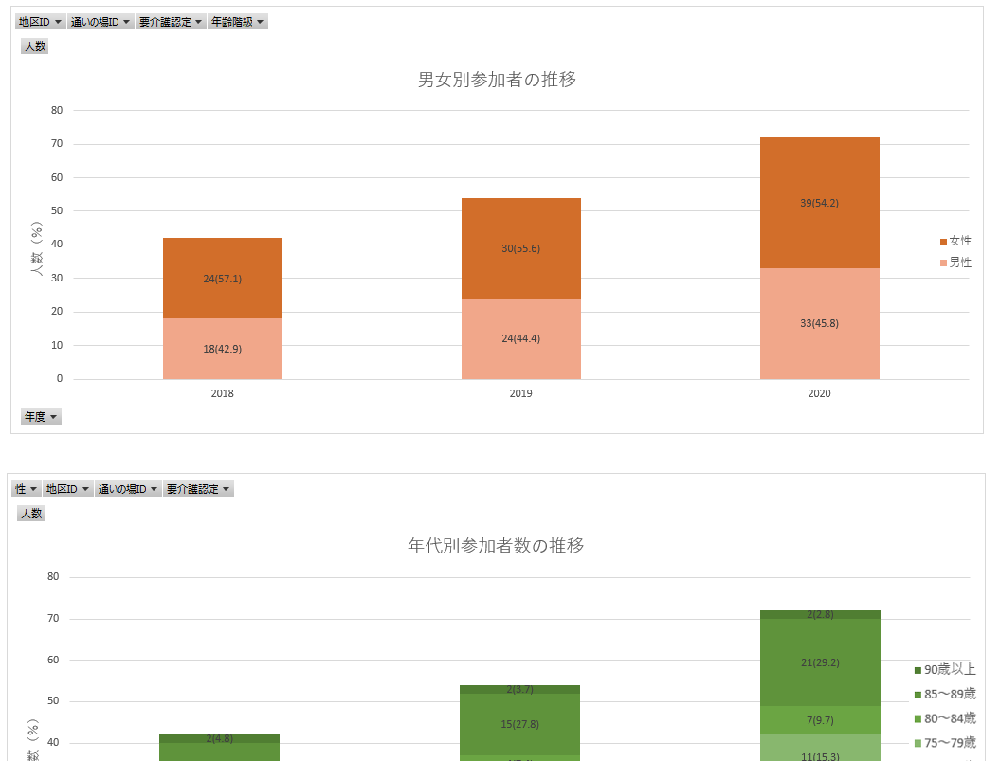 地区ID 通いの場ID 要介護認定 年齢階級
人数
男女別参加者の推移
80
70
60
50
40
30
20
10
0
人数（%）
39(54.2)
30(55.6)
24(57.1)
33(45.8)
24(44.4)
18(42.9)
女性
男性
2018 2019 2020
年度
性 地区ID 通いの場ID 要介護認定
人数
年代別参加者数の推移
80
70
60
50
40
数（%）
2(2.8)
21(29.2)
7(9.7)
11(15.3)
2(3.7)
15(27.8)
2(4.8)
90歳以上
85～89歳
80～84歳
75～79歳